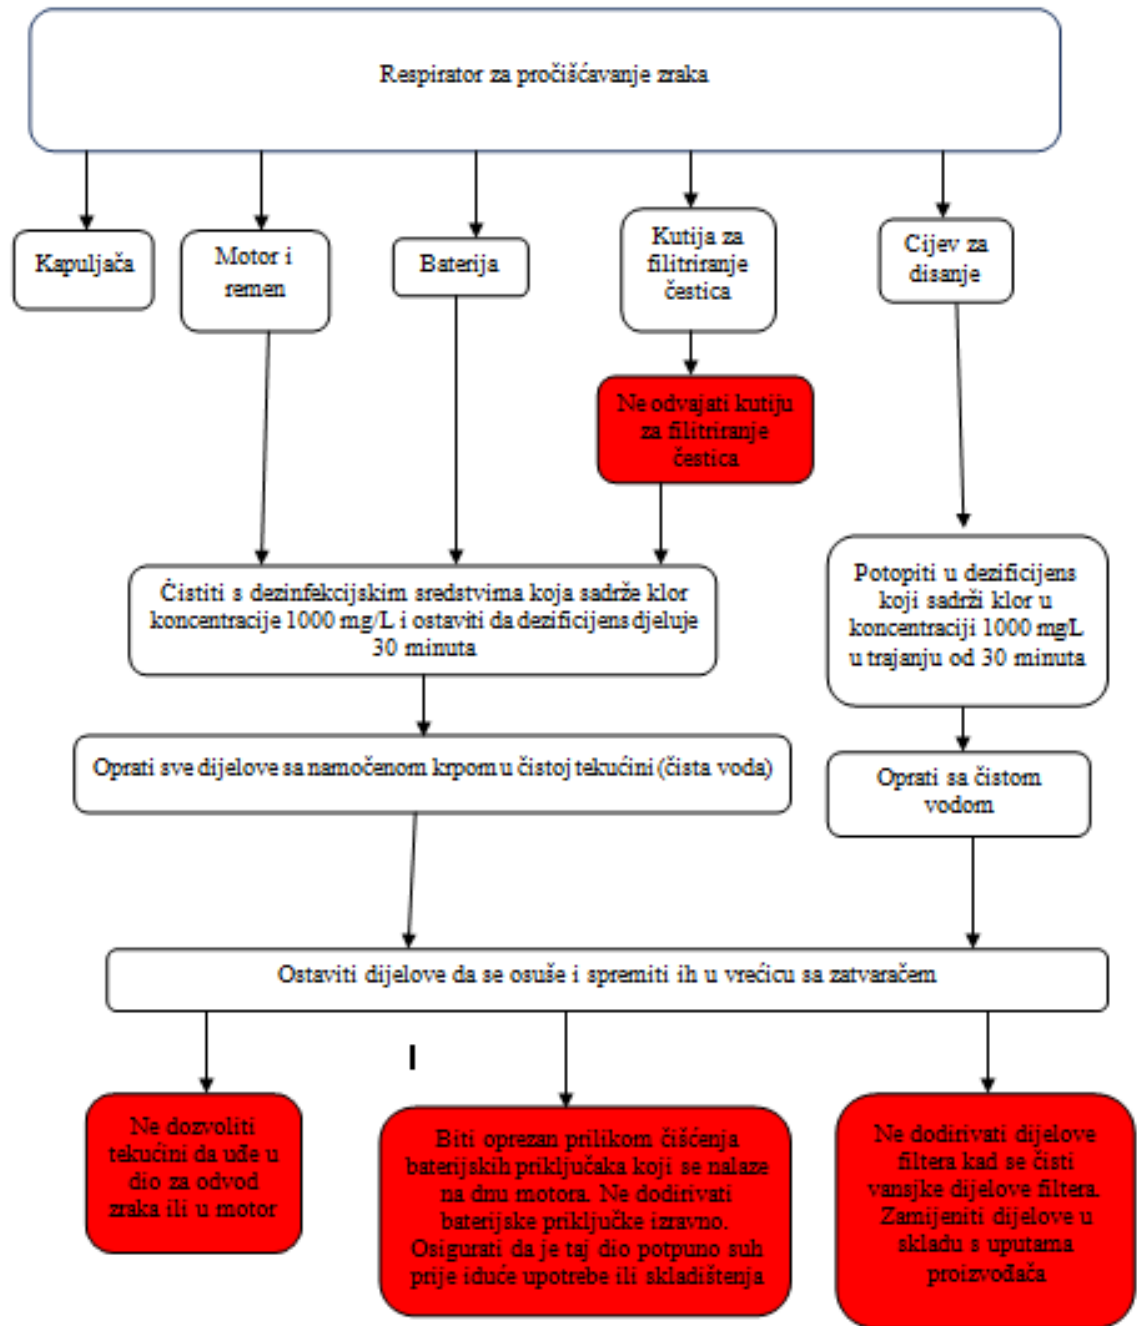 Respirator za pročišćavanje zraka
Kapuljača
Motor i
remen
Baterija
Kutija za
filitriranje
čestica
Cijev za
disanje
Ne odvajati kutiju
za filitriranje
čestica
Čistiti s dezinfekcijskim sredstvima koja sadrže klor
koncentracije 1000 mg/L i ostaviti da dezificijens djeluje
30 minuta
Potopiti u dezificijens
koji sadrži klor u
koncentraciji 1000 mg/L
u trajanju od 30 minuta
Oprati sve dijelove sa namočenom krpom u čistoj tekućini (čista voda)
Oprati sa čistom
vodom
Ostaviti dijelove da se osuše i spremiti ih u vrećicu sa zatvaračem
Ne dozvoliti
tekućini da uđe u
dio za odvod
zraka ili u motor
Biti oprezan prilikom čišćenja
baterijskih priključaka koji se nalaze
na dnu motora. Ne dodirivati
baterijske priključke izravno.
Osigurati da je taj dio potpuno suh
prije iduće upotrebe ili skladištenja
Ne dodirivati dijelove
filtera kad se čisti
vansjke dijelove filtera.
Zamijeniti dijelove u
skladu s uputama
proizvođača